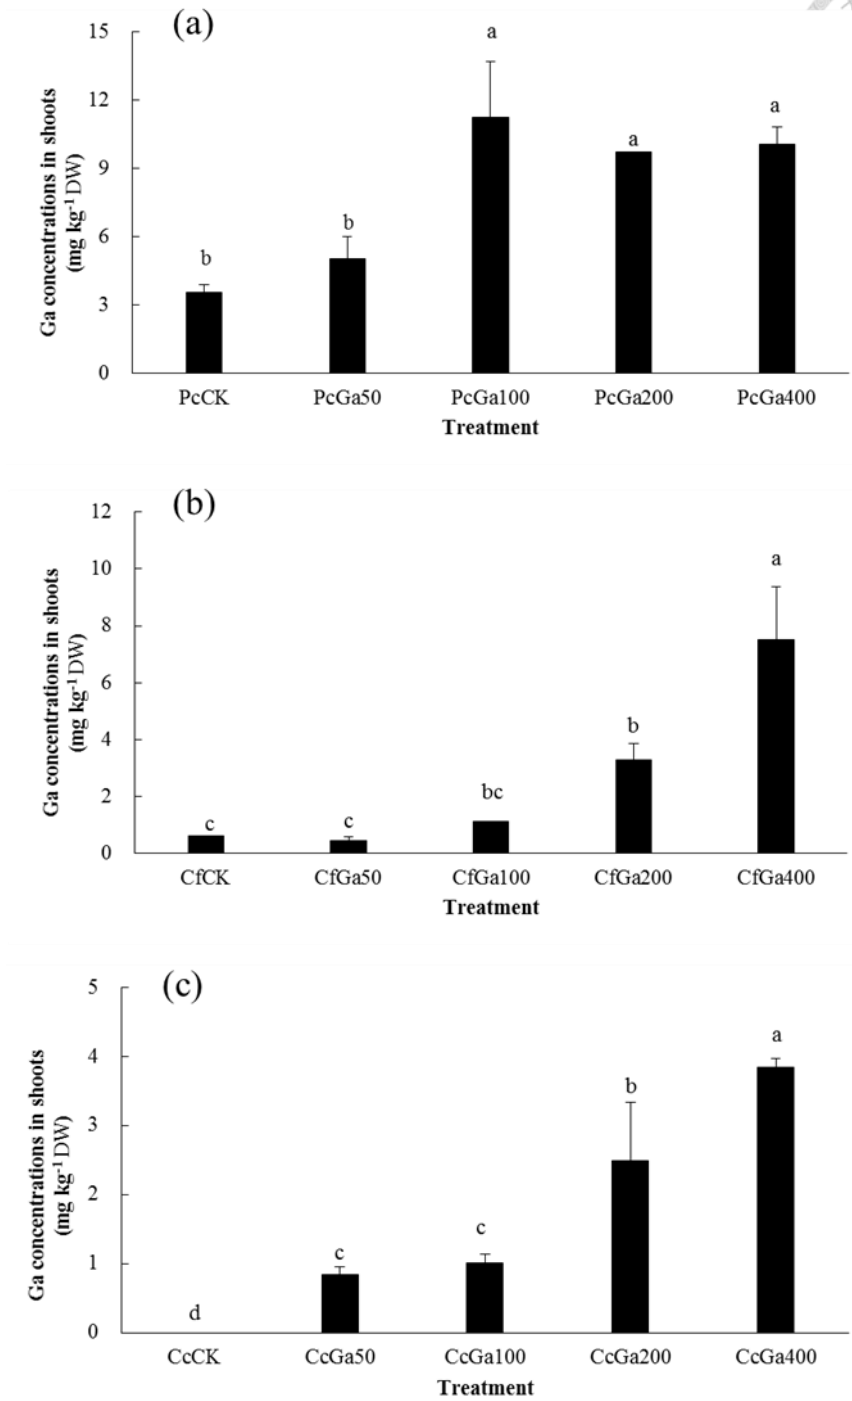 (a)
15
12
9
6
3
0
Ga concentrations in shoots
(mg kg-1 DW)
b
b
a
a
a
PcCK PcGa50 PcGa100 PcGa200 PcGa400
Treatment
(b)
12
10
8
6
4
2
0
Ga concentrations in shoots
(mg kg-1 DW)
c
c
bc
b
a
CfCK CfGa50 CfGa100 CfGa200 CfGa400
Treatment
(c)
5
4
3
2
1
0
Ga concentrations in shoots
(mg kg-1 DW)
d
c
c
b
a
CcCK CcGa50 CcGa100 CcGa200 CcGa400
Treatment